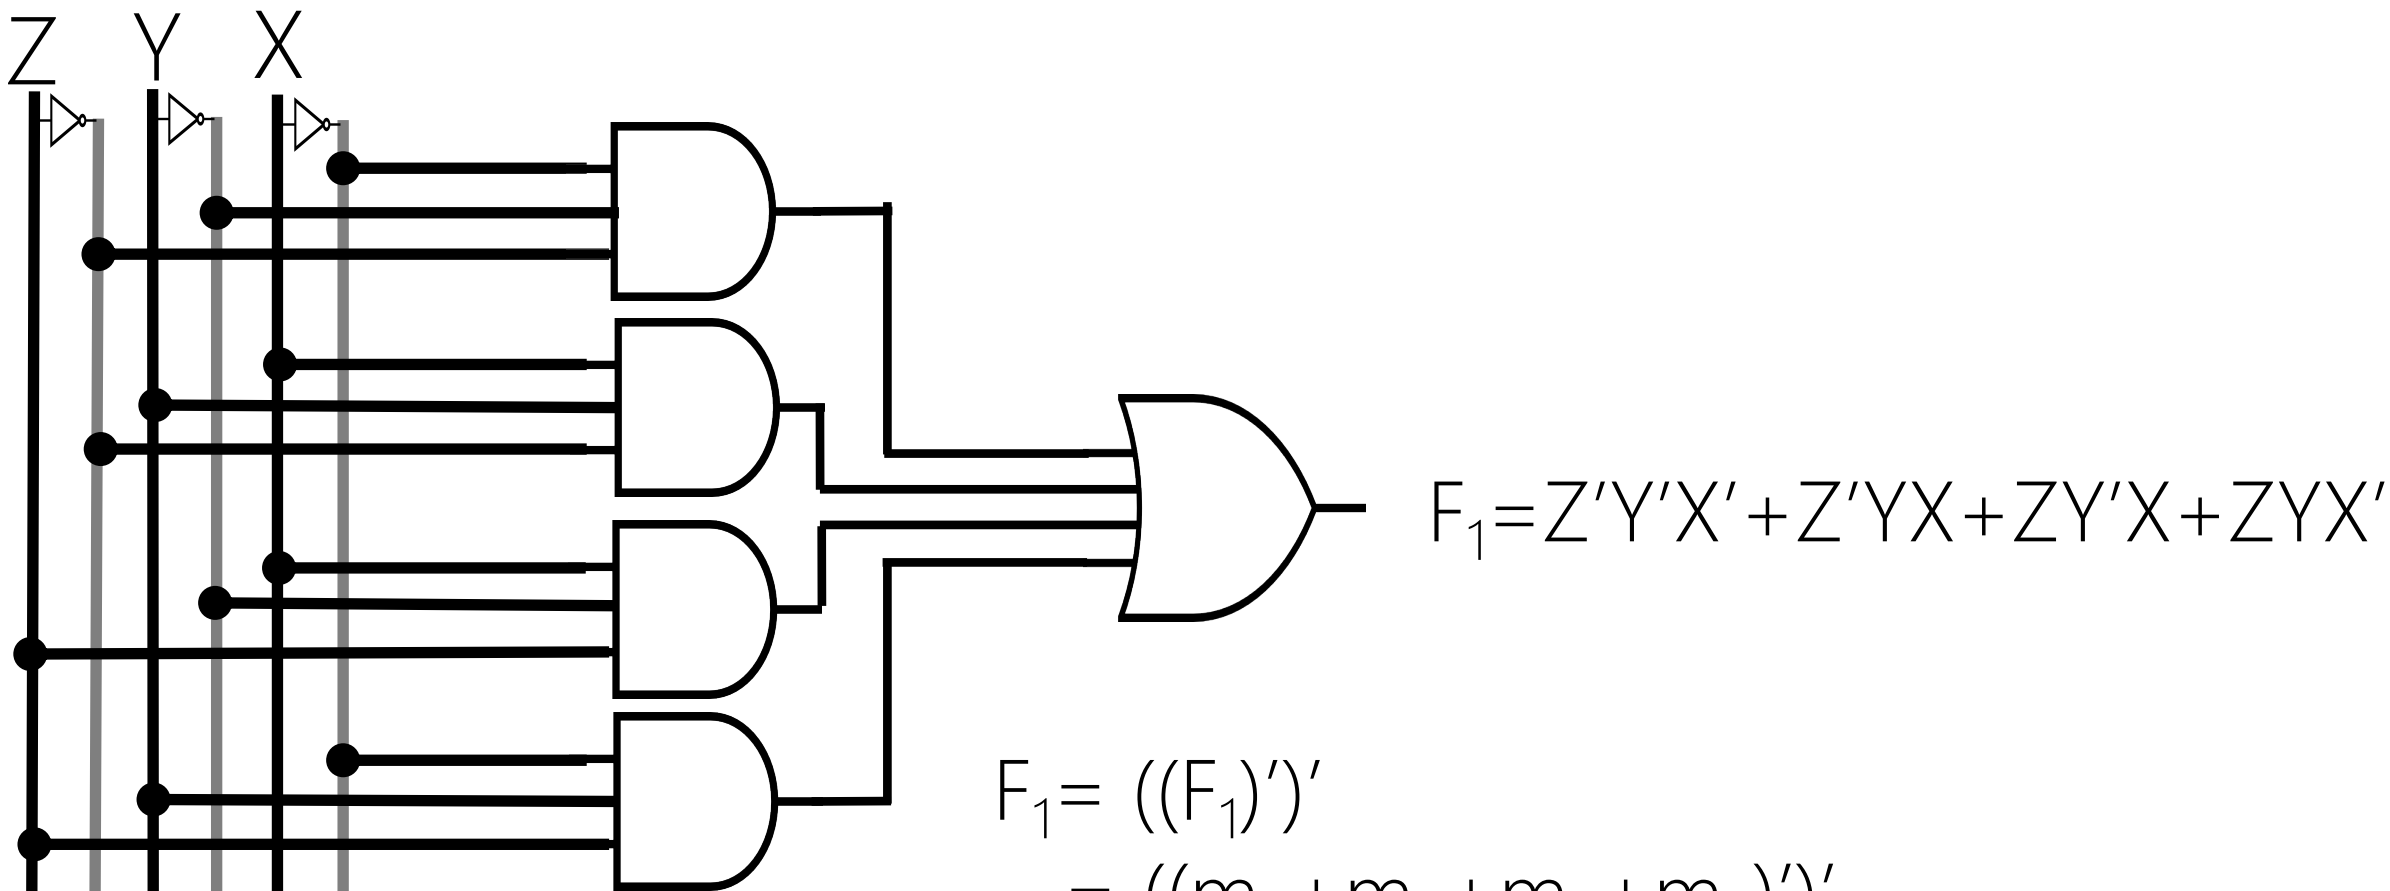 Z Y X
F₁=Z′Y′X′+Z′YX+ZY′X+ZYX′
F₁= ((F₁)′)′
= ((m + m + m + m )′)′